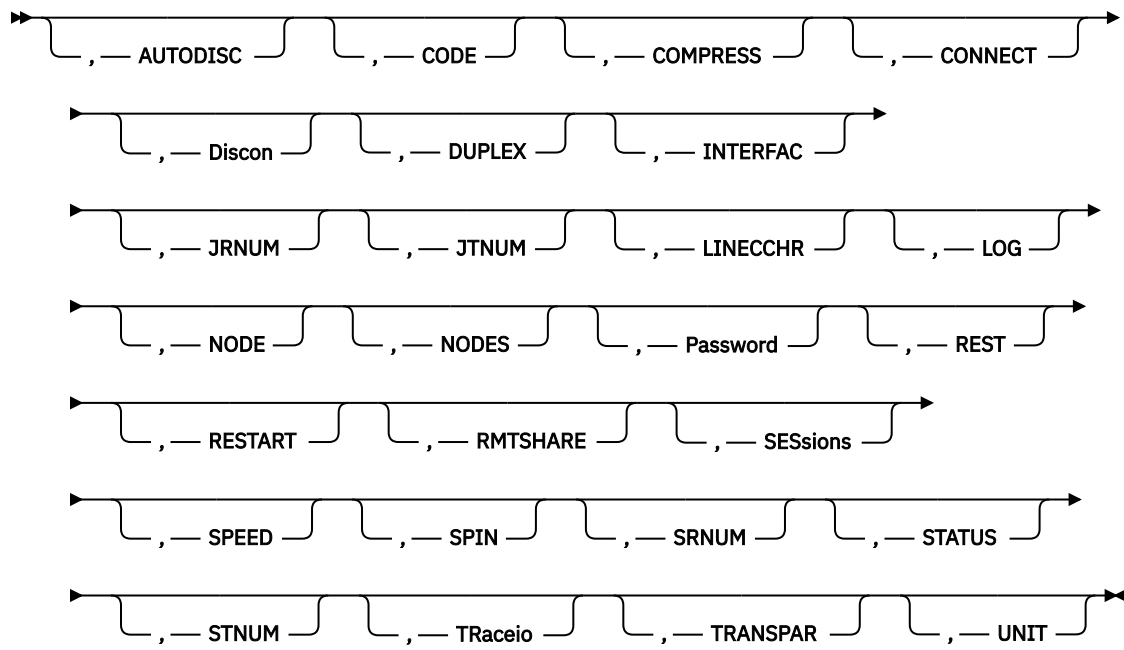 , AUTODISC , CODE , COMPRESS , CONNECT
, Discon , DUPLEX , INTERFAC
, JRNUM , JTNUM , LINECCHR , LOG
, NODE , NODES , Password , REST
, RESTART , RMTSHARE , SESsions
, SPEED , SPIN , SRNUM , STATUS
, STNUM , TRaceio , TRANSPAR , UNIT